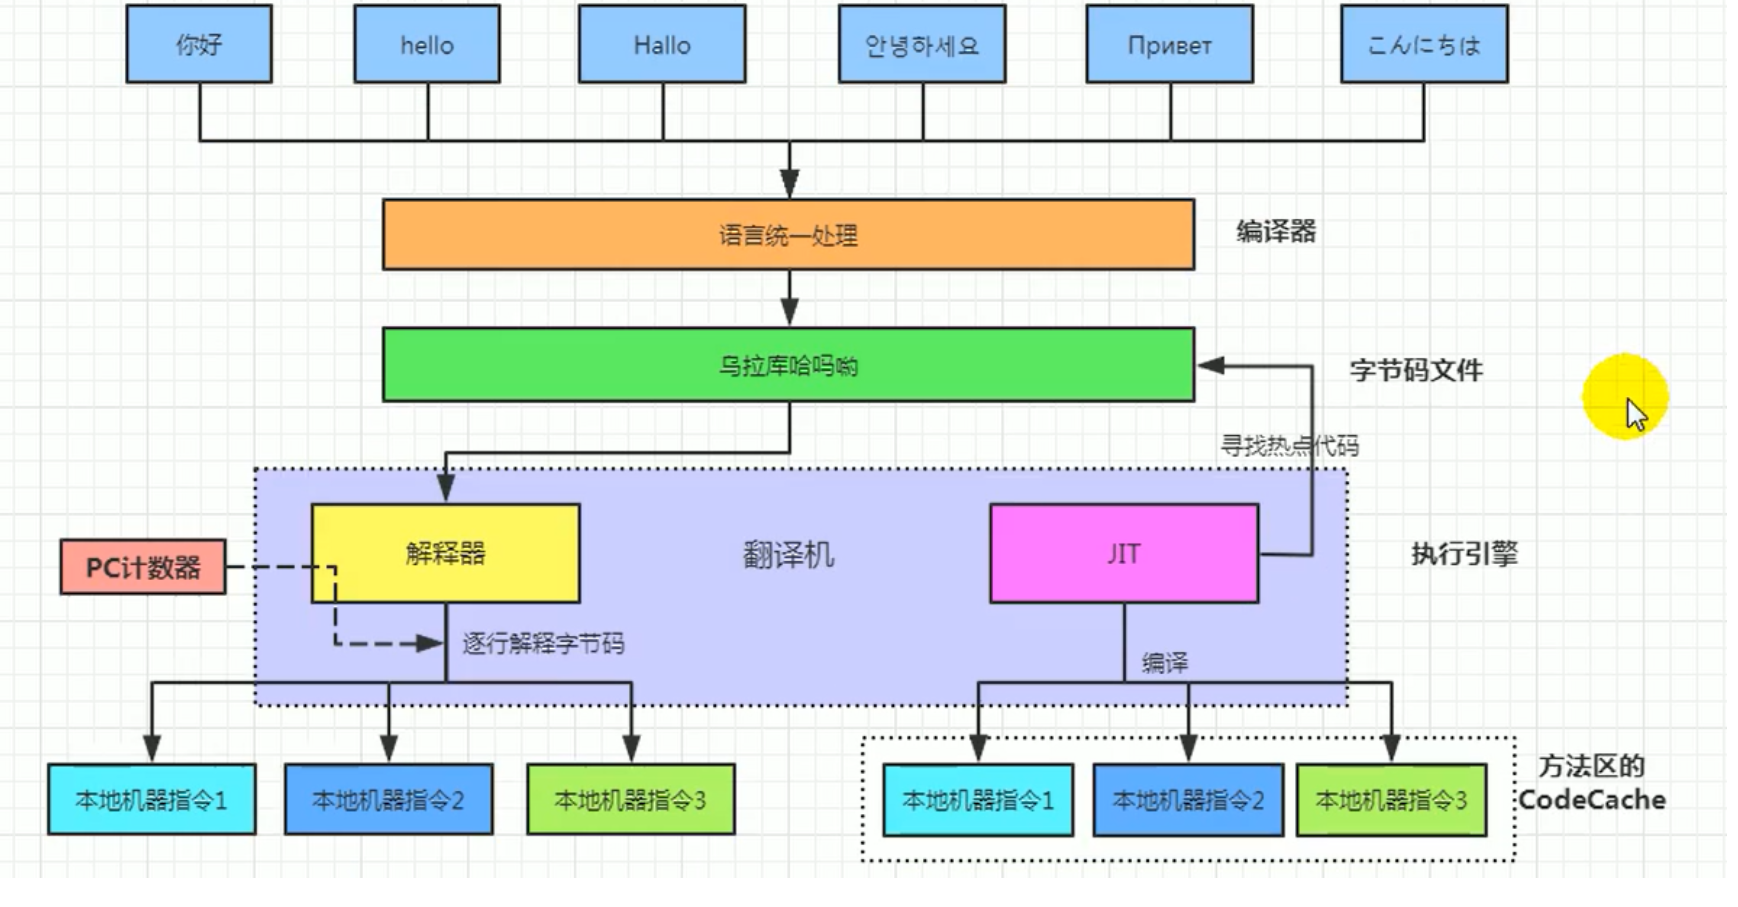 你好
hello
Hallo
안녕하세요
Привет
こんにちは
语言统一处理
编译器
乌拉库哈吗呦
字节码文件
寻找热点代码
PC计数器
解释器
翻译机
JIT
执行引擎
逐行解释字节码
编译
本地机器指令1
本地机器指令2
本地机器指令3
本地机器指令1
本地机器指令2
本地机器指令3
方法区的
CodeCache